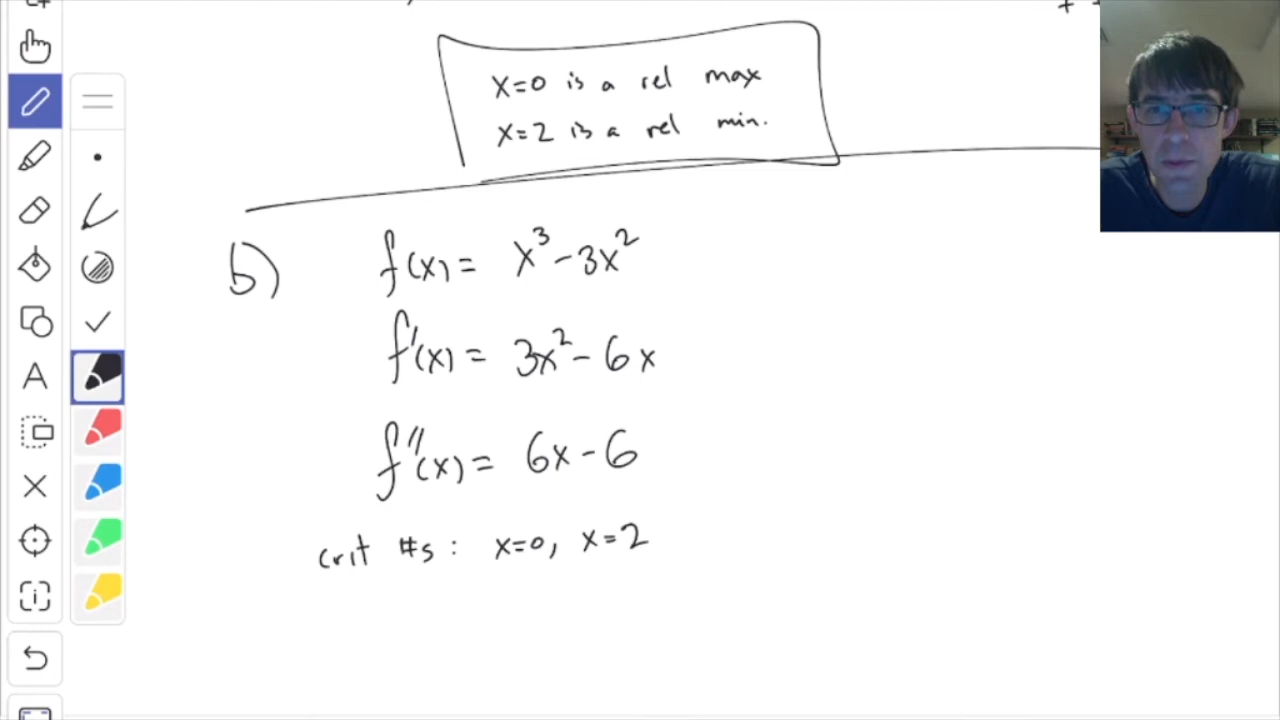 x=0 is a rel max
x=2 is a rel min.
b) f(x) = x³-3x²
f'(x) = 3x²-6x
f''(x) = 6x-6
crit #s: x=0, x=2